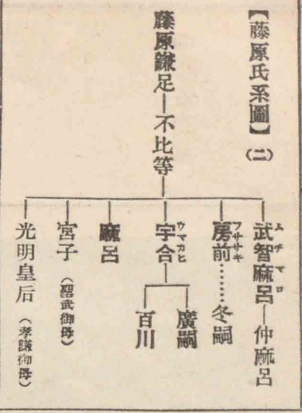 【藤原氏系圖】(二)
藤原鎌足―不比等
武智麻呂―仲麻呂
ムチマロ
房前………冬嗣
フササキ
宇合
ウマカヒ
廣嗣
百川
麻呂
宮子(聖武御母)
光明皇后(孝謙御母)